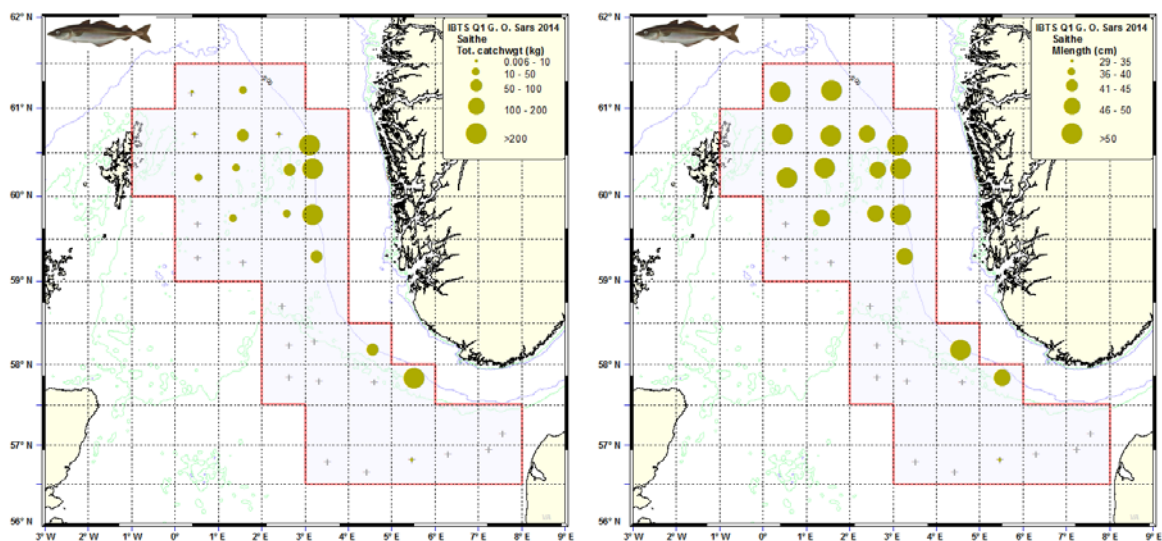 62° N
61° N
60° N
59° N
58° N
57° N
56° N
3° W 2° W 1° W 0° 1° E 2° E 3° E 4° E 5° E 6° E 7° E 8° E 9° E
IBTS Q1 G. O. Sars 2014
Saithe
Tot. catchwgt (kg)
0.006 - 10
10 - 50
50 - 100
100 - 200
>200
62° N
61° N
60° N
59° N
58° N
57° N
56° N
3° W 2° W 1° W 0° 1° E 2° E 3° E 4° E 5° E 6° E 7° E 8° E 9° E
IBTS Q1 G. O. Sars 2014
Saithe
Mlength (cm)
29 - 35
36 - 40
41 - 45
46 - 50
>50